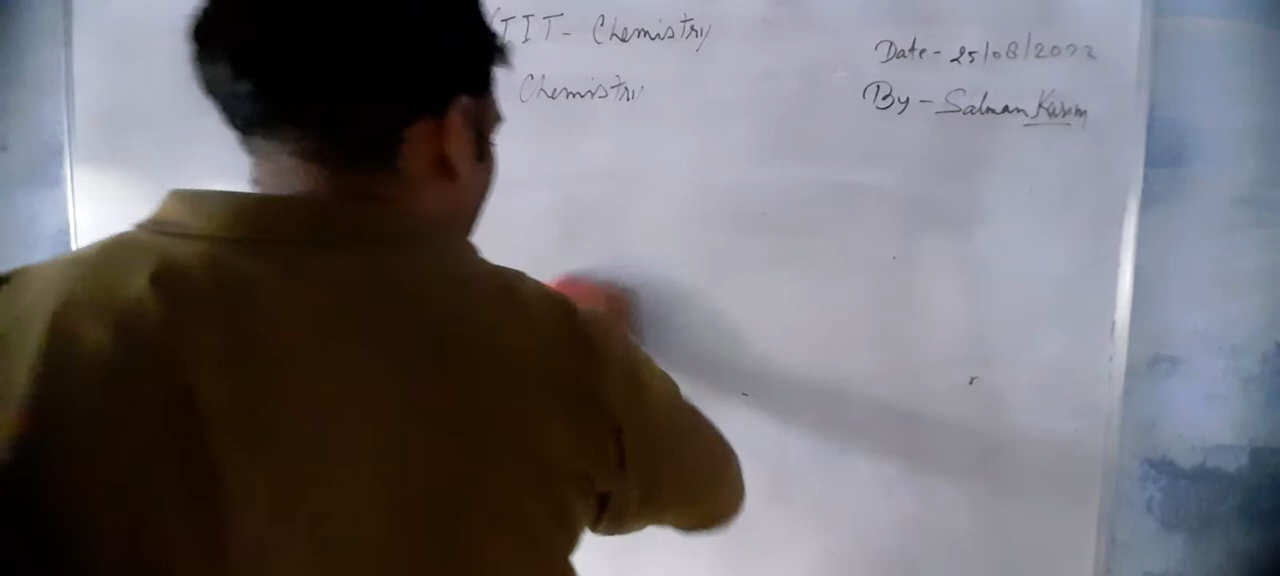 IIT- Chemistry
Chemistry
Date- 25/08/2022
By - Salman Karim